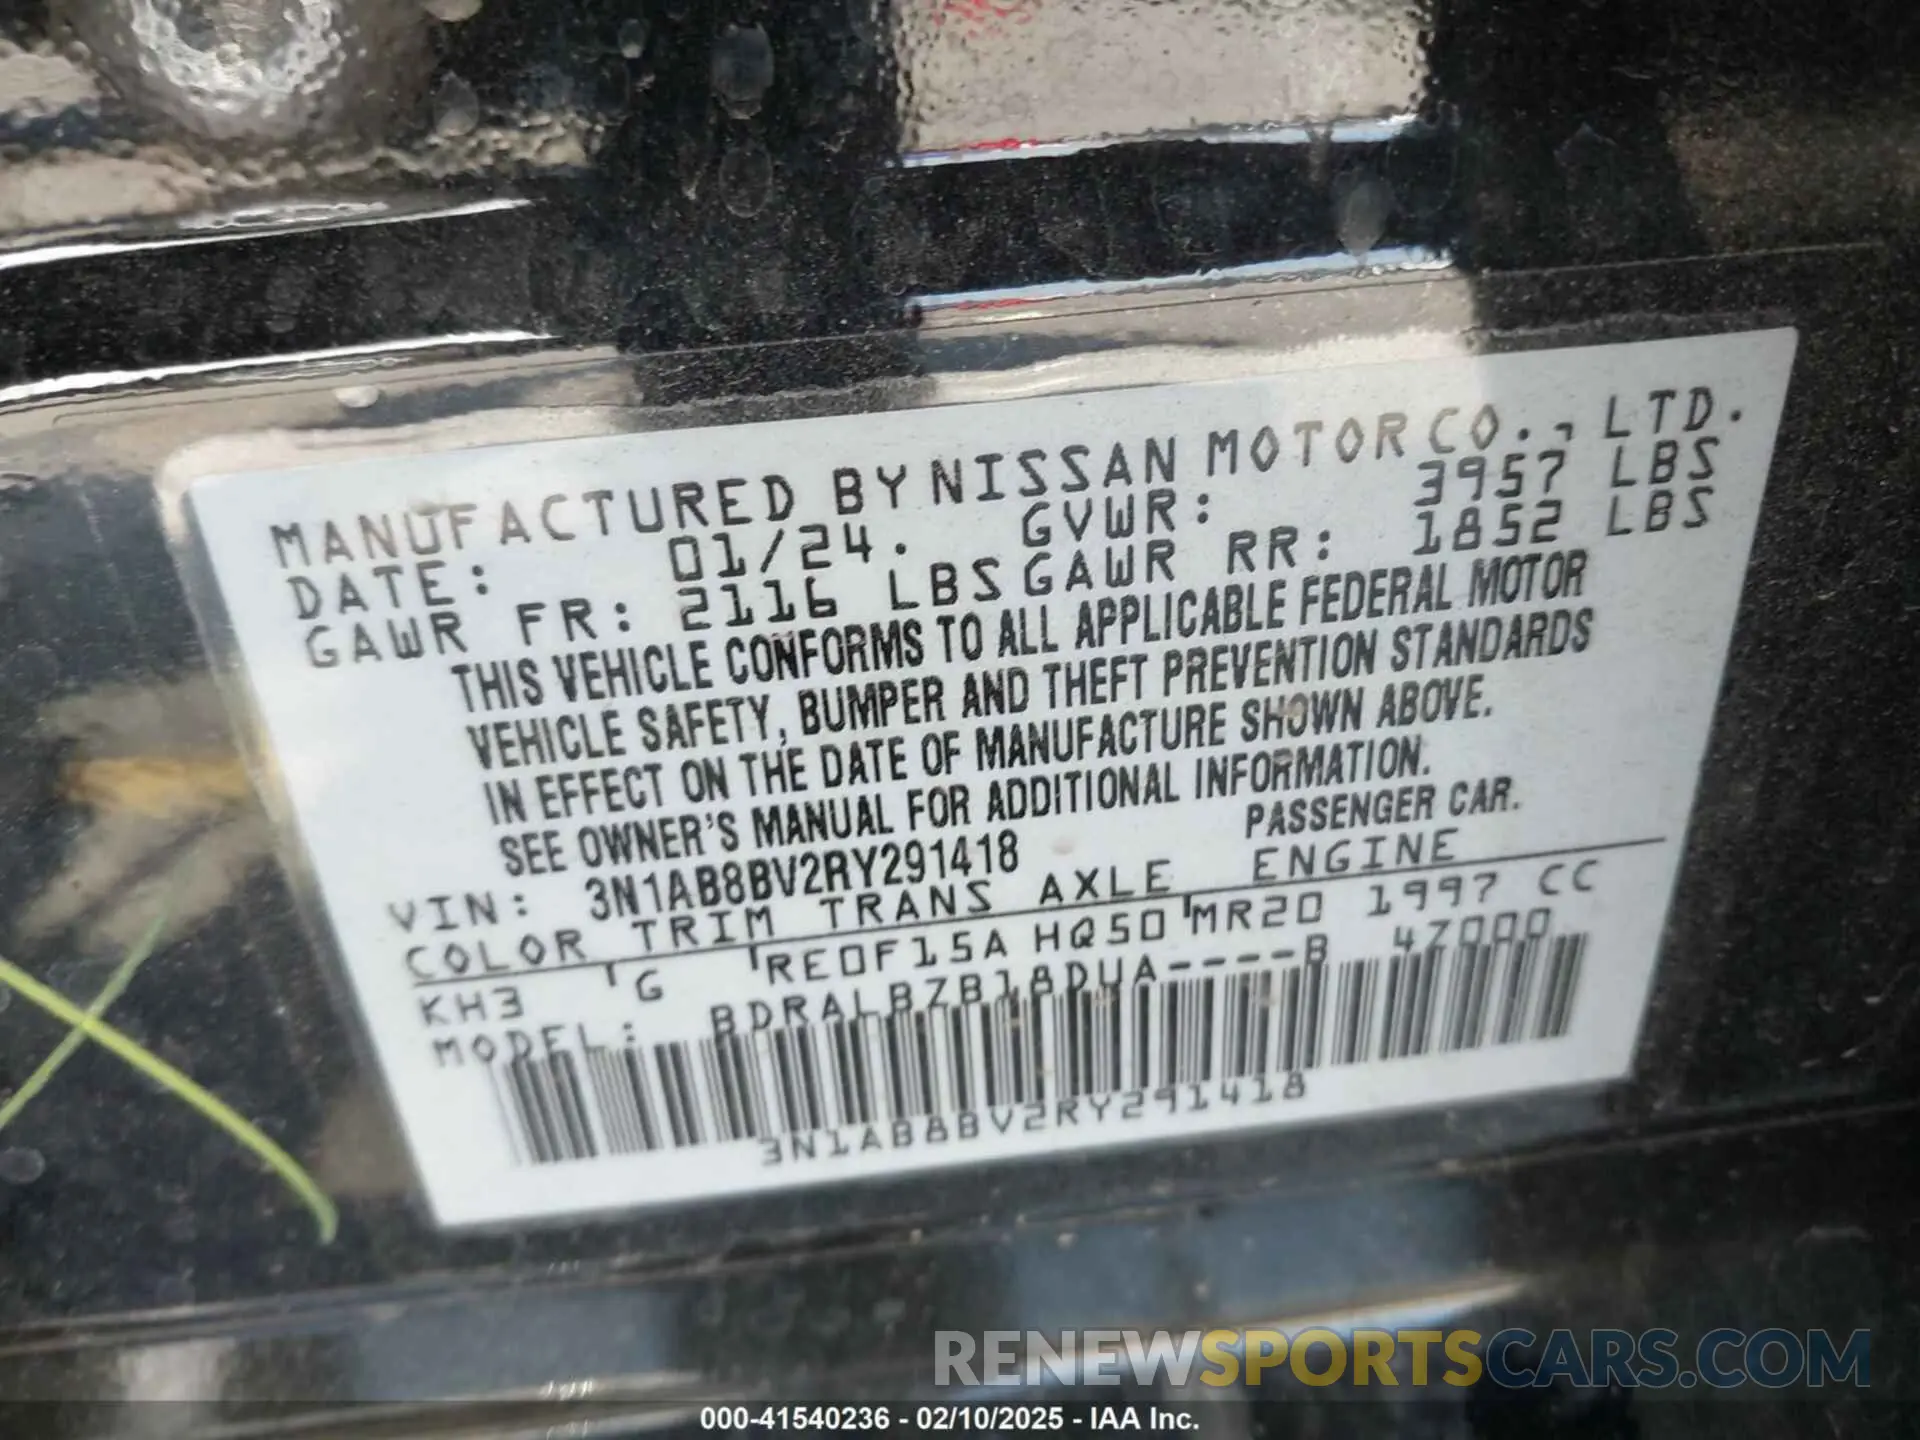 MANUFACTURED BY NISSAN MOTOR CO., LTD.
DATE: 01/24. GVWR: 3957 LBS
GAWR FR: 2116 LBS GAWR RR: 1852 LBS
THIS VEHICLE CONFORMS TO ALL APPLICABLE FEDERAL MOTOR
VEHICLE SAFETY, BUMPER AND THEFT PREVENTION STANDARDS
IN EFFECT ON THE DATE OF MANUFACTURE SHOWN ABOVE.
SEE OWNER'S MANUAL FOR ADDITIONAL INFORMATION.
VIN: 3N1AB8BV2RY291418 PASSENGER CAR.
COLOR TRIM TRANS AXLE ENGINE
KH3 G RE0F15A HQ50 MR20 1997 CC
MODEL: BDRALBZB18DUA----B 47000
3N1AB8BV2RY291418
RENEWSPORTSCARS.COM
000-41540236 - 02/10/2025 - IAA Inc.